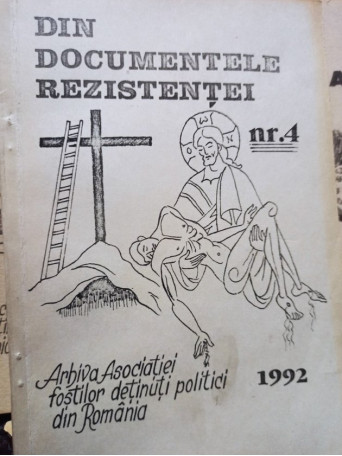 DIN
DOCUMENTELE
REZISTENȚEI
nr.4
Arhiva Asociației
foștilor deținuți politici
din România
1992